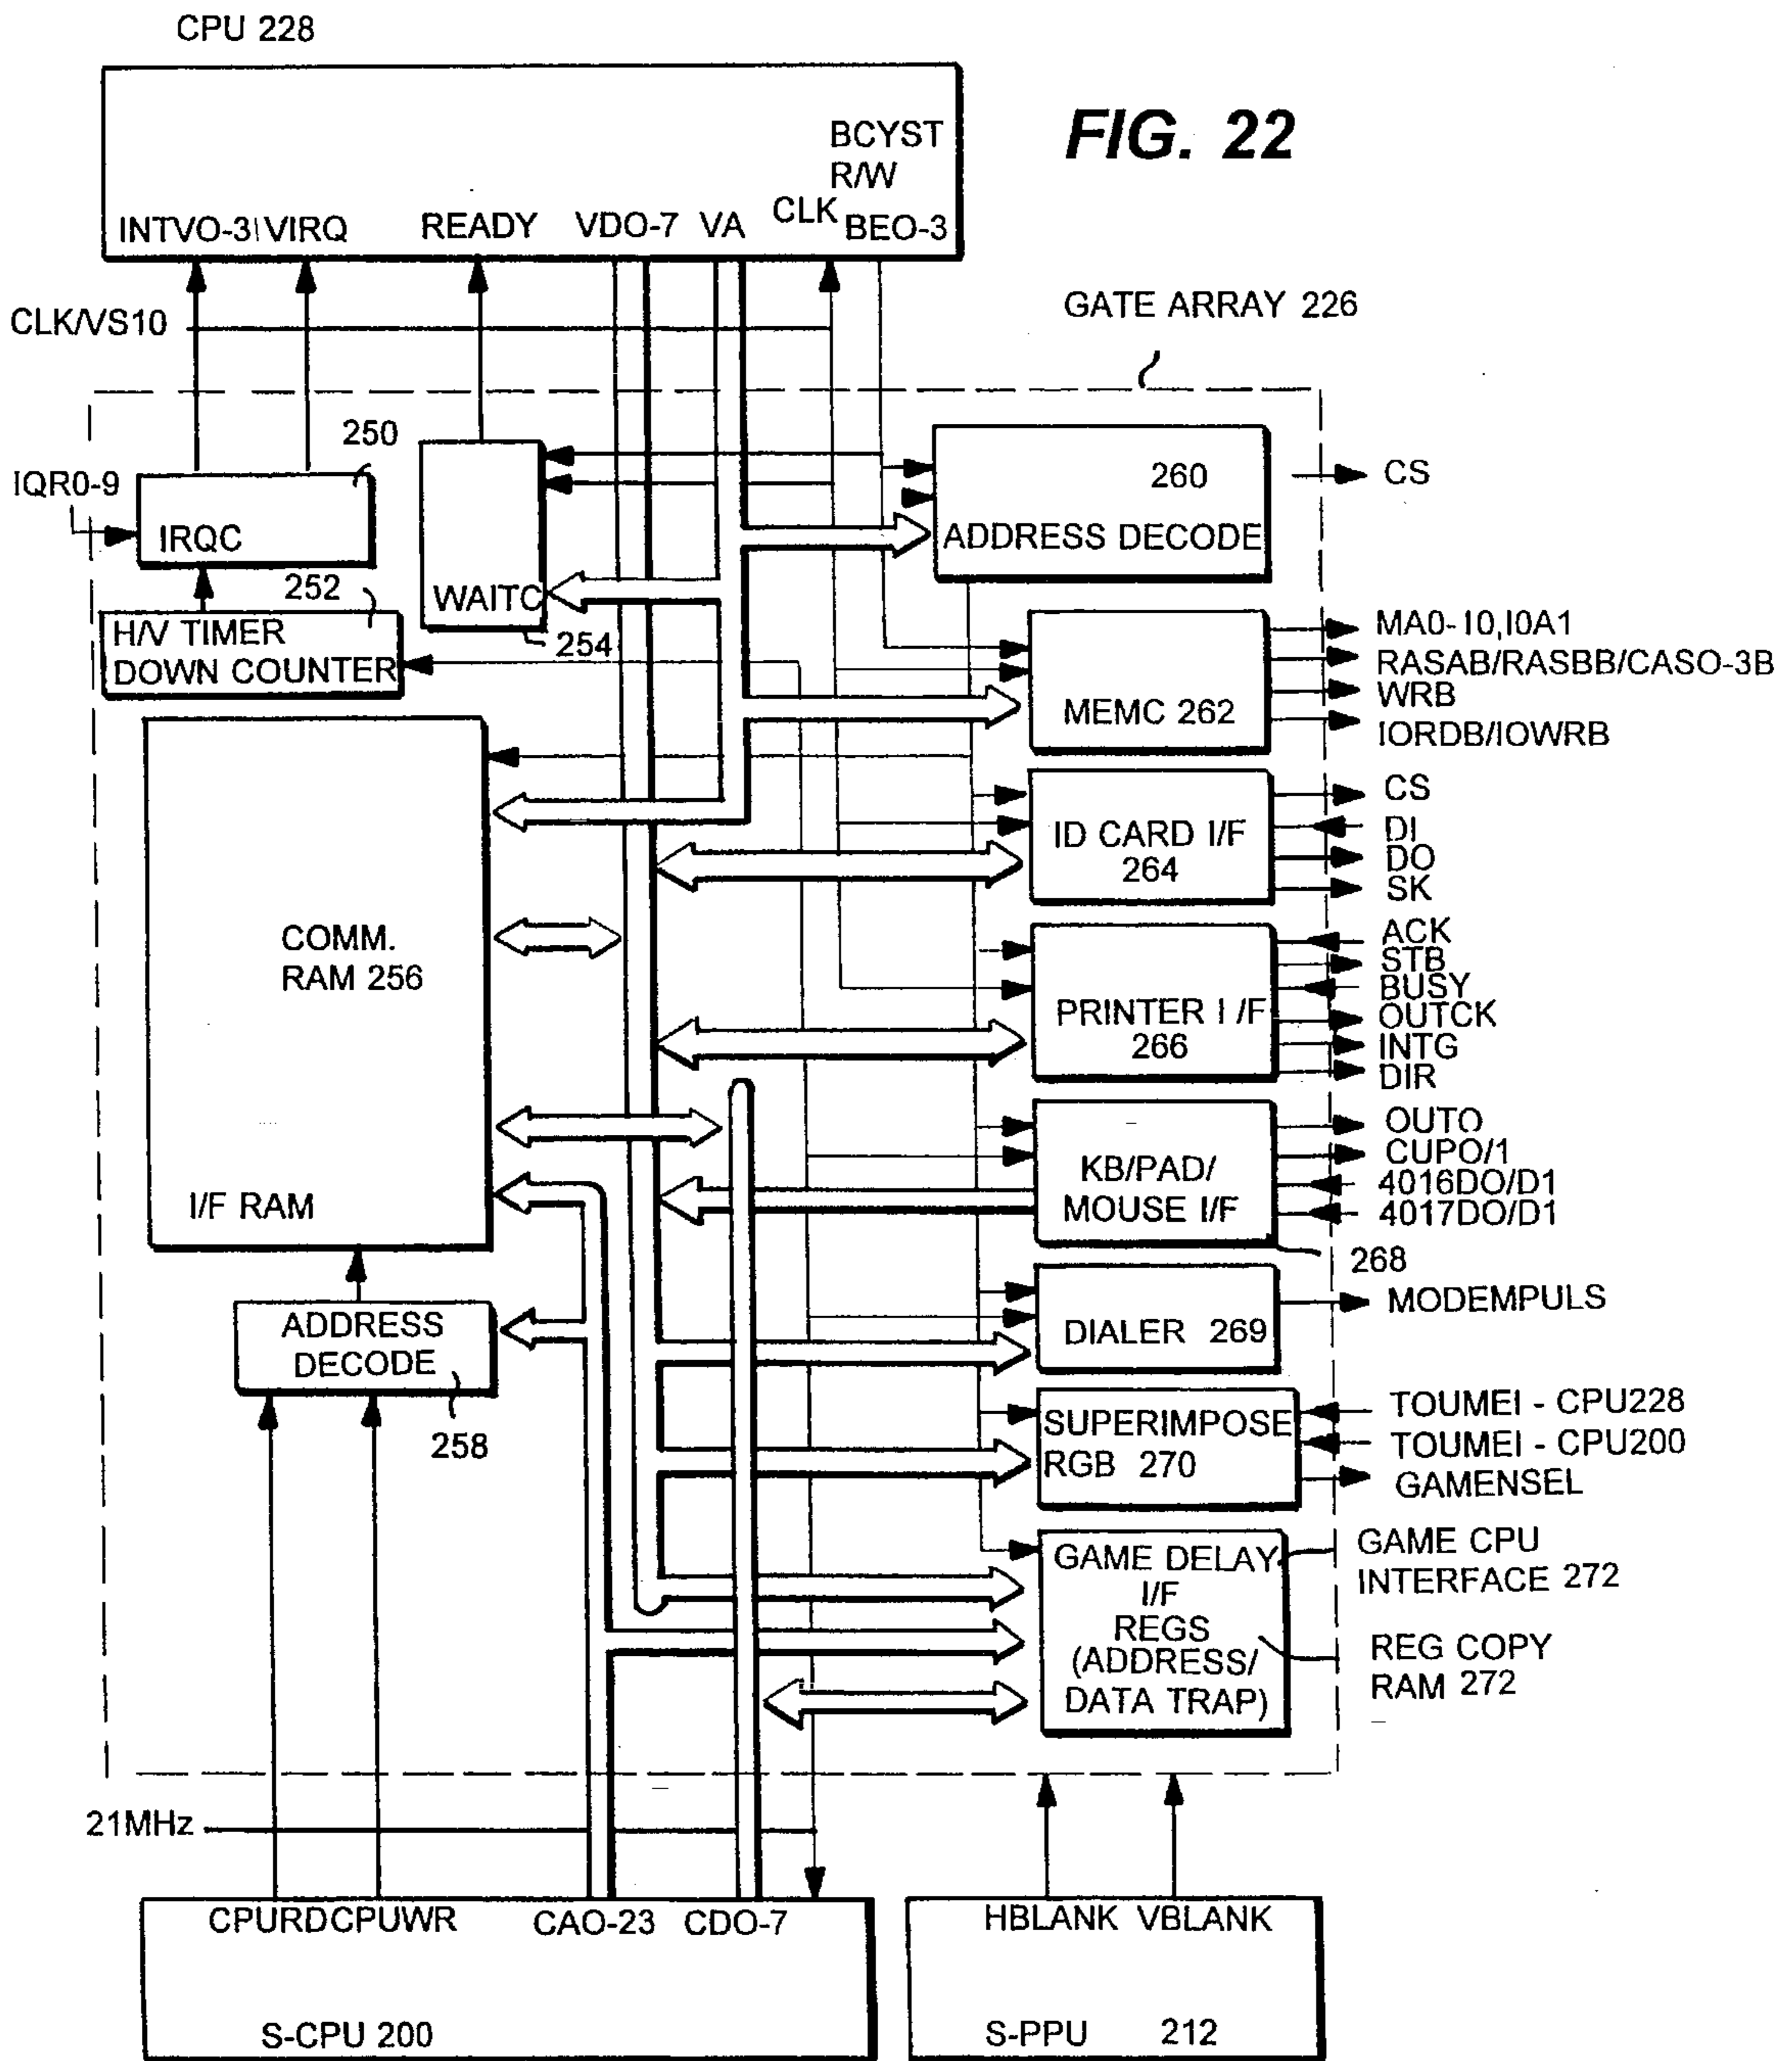 CPU 228
FIG. 22
BCYST
R/W
INTVO-3 VIRQ READY VDO-7 VA CLK BEO-3
CLK/VS10
GATE ARRAY 226
250
IQR0-9
IRQC
252
H/V TIMER
DOWN COUNTER
WAITC
254
260
ADDRESS DECODE
CS
MEMC 262
MA0-10,I0A1
RASAB/RASBB/CASO-3B
WRB
IORDB/IOWRB
ID CARD I/F
264
CS
DI
DO
SK
COMM.
RAM 256
I/F RAM
PRINTER I/F
266
ACK
STB
BUSY
OUTCK
INTG
DIR
KB/PAD/
MOUSE I/F
268
OUTO
CUPO/1
4016DO/D1
4017DO/D1
ADDRESS
DECODE
258
DIALER 269
MODEMPULS
SUPERIMPOSE
RGB 270
TOUMEI - CPU228
TOUMEI - CPU200
GAMENSEL
GAME DELAY
I/F
REGS
(ADDRESS/
DATA TRAP)
GAME CPU
INTERFACE 272
REG COPY
RAM 272
21MHz
CPURD CPUWR CAO-23 CDO-7
S-CPU 200
HBLANK VBLANK
S-PPU 212